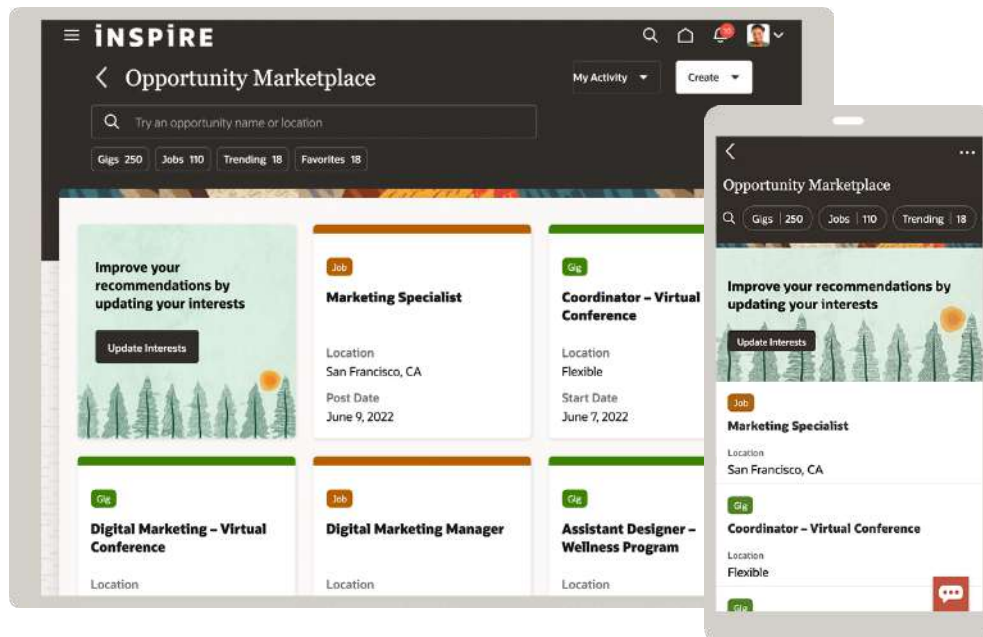 iNSPiRE
Opportunity Marketplace
My Activity
Create
Try an opportunity name or location
Gigs 250
Jobs 110
Trending 18
Favorites 18
Improve your
recommendations by
updating your interests
Update Interests
Job
Marketing Specialist
Location
San Francisco, CA
Post Date
June 9, 2022
Gig
Coordinator – Virtual
Conference
Location
Flexible
Start Date
June 7, 2022
Gig
Digital Marketing – Virtual
Conference
Location
Job
Digital Marketing Manager
Location
Gig
Assistant Designer –
Wellness Program
Location
Opportunity Marketplace
Gigs | 250
Jobs | 110
Trending | 18
Improve your recommendations by
updating your interests
Update Interests
Job
Marketing Specialist
Location
San Francisco, CA
Gig
Coordinator – Virtual Conference
Location
Flexible
Gig